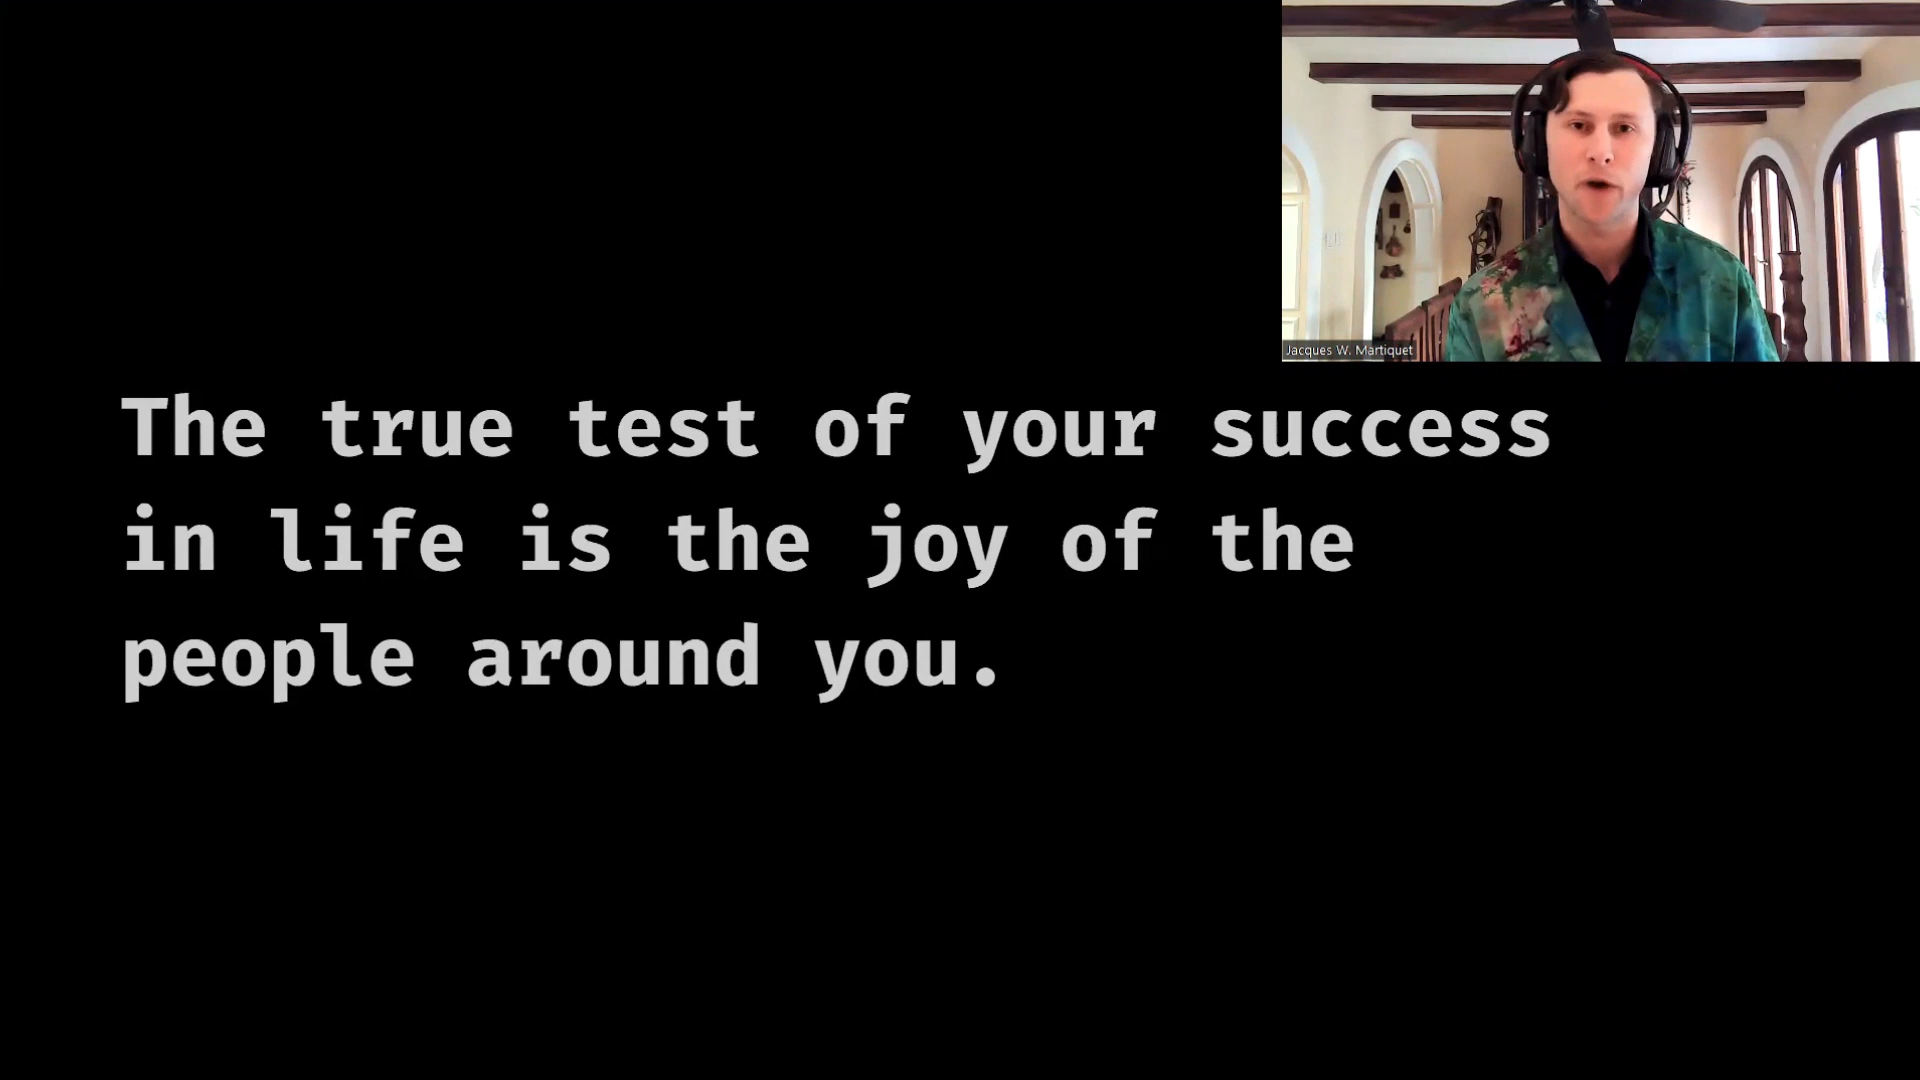 Jacques W. Martiquet
The true test of your success
in life is the joy of the
people around you.